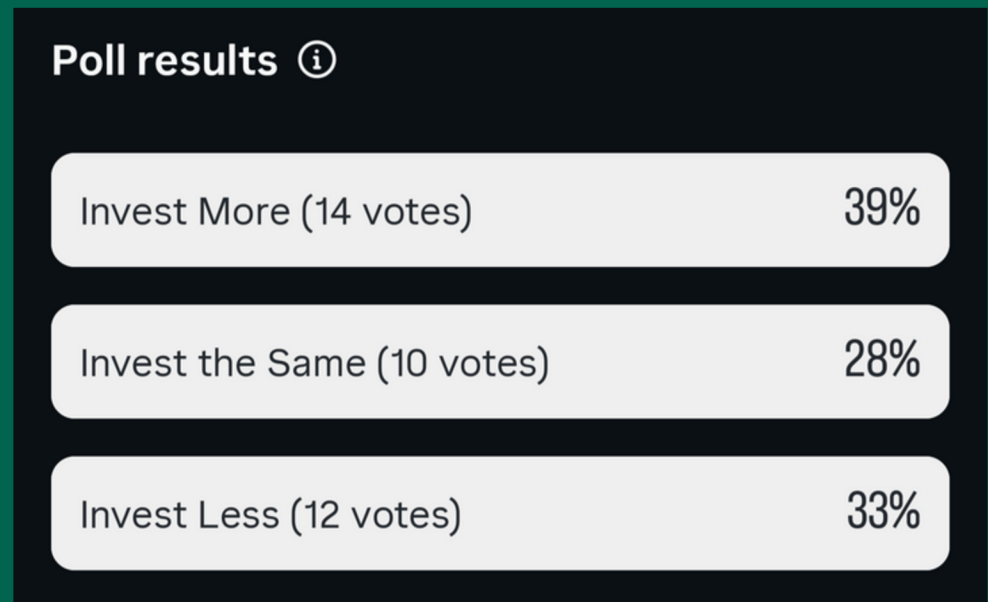 Poll results
Invest More (14 votes) 39%
Invest the Same (10 votes) 28%
Invest Less (12 votes) 33%